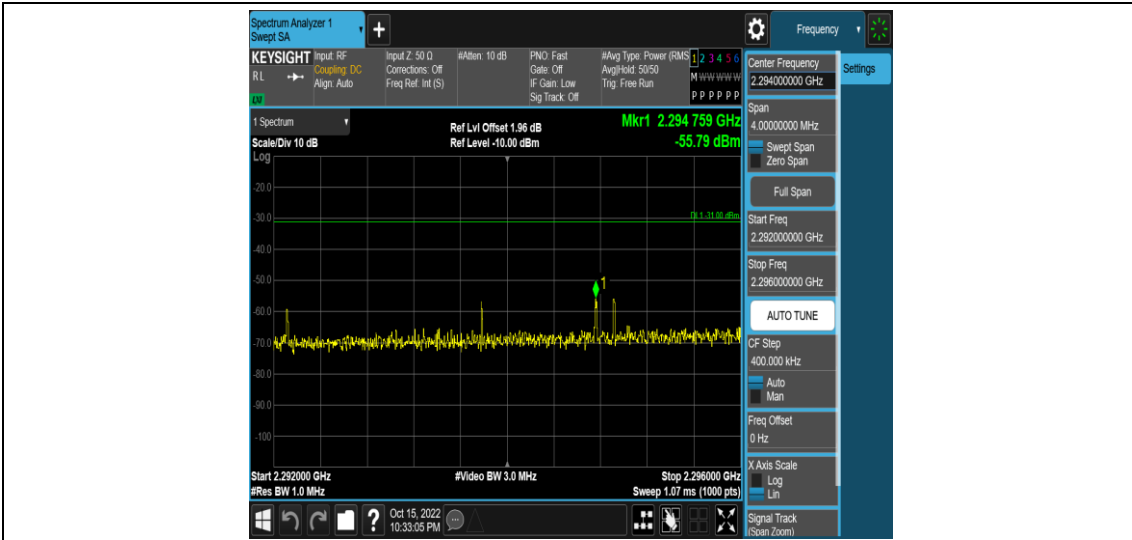 Spectrum Analyzer 1
Swept SA
+
Frequency
KEYSIGHT
RL
LXI
Input: RF
Coupling: DC
Align: Auto
Input Z: 50 Ω
Corrections: Off
Freq Ref: Int (S)
#Atten: 10 dB
PNO: Fast
Gate: Off
IF Gain: Low
Sig Track: Off
#Avg Type: Power (RMS
Avg|Hold: 50/50
Trig: Free Run
1 2 3 4 5 6
M W W W W W
P P P P P P
Center Frequency
2.294000000 GHz
Settings
Span
4.00000000 MHz
Swept Span
Zero Span
Full Span
Start Freq
2.292000000 GHz
Stop Freq
2.296000000 GHz
AUTO TUNE
CF Step
400.000 kHz
Auto
Man
Freq Offset
0 Hz
X Axis Scale
Log
Lin
Signal Track
(Span Zoom)
1 Spectrum
Scale/Div 10 dB
Ref Lvl Offset 1.96 dB
Ref Level -10.00 dBm
Mkr1 2.294 759 GHz
-55.79 dBm
Log
-20.0
-30.0
DL1 -31.00 dBm
-40.0
-50.0
1
-60.0
-70.0
-80.0
-90.0
-100
Start 2.292000 GHz
#Video BW 3.0 MHz
Stop 2.296000 GHz
#Res BW 1.0 MHz
Sweep 1.07 ms (1000 pts)
?
Oct 15, 2022
10:33:05 PM